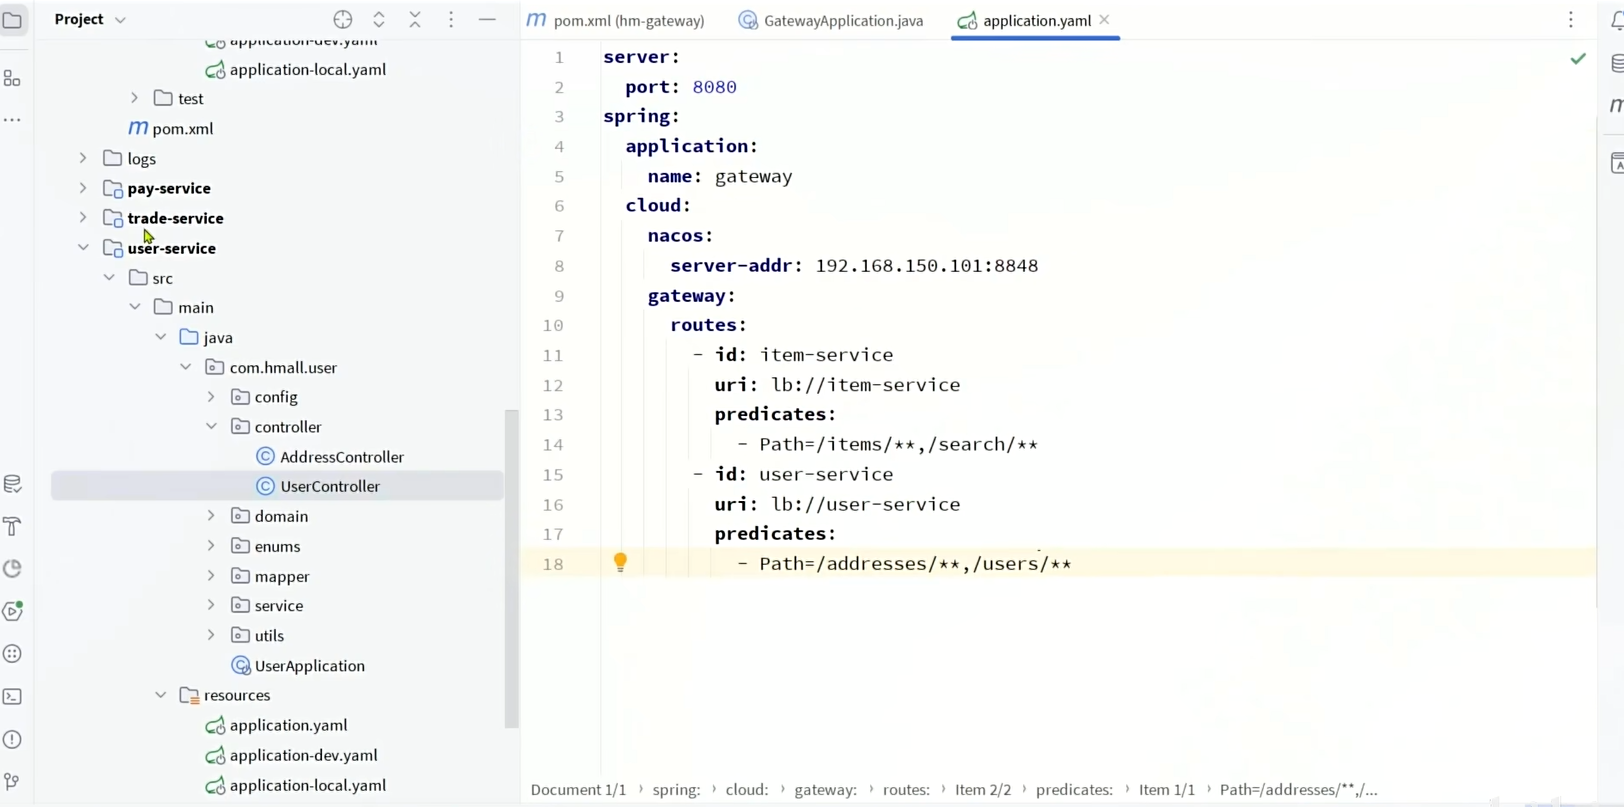 Project
application-dev.yaml
application-local.yaml
test
pom.xml
logs
pay-service
trade-service
user-service
src
main
java
com.hmall.user
config
controller
AddressController
UserController
domain
enums
mapper
service
utils
UserApplication
resources
application.yaml
application-dev.yaml
application-local.yaml
pom.xml (hm-gateway) GatewayApplication.java application.yaml
1 server:
2 port: 8080
3 spring:
4 application:
5 name: gateway
6 cloud:
7 nacos:
8 server-addr: 192.168.150.101:8848
9 gateway:
10 routes:
11 - id: item-service
12 uri: lb://item-service
13 predicates:
14 - Path=/items/**,/search/**
15 - id: user-service
16 uri: lb://user-service
17 predicates:
18 - Path=/addresses/**,/users/**
Document 1/1 › spring: › cloud: › gateway: › routes: › Item 2/2 › predicates: › Item 1/1 › Path=/addresses/**,/...